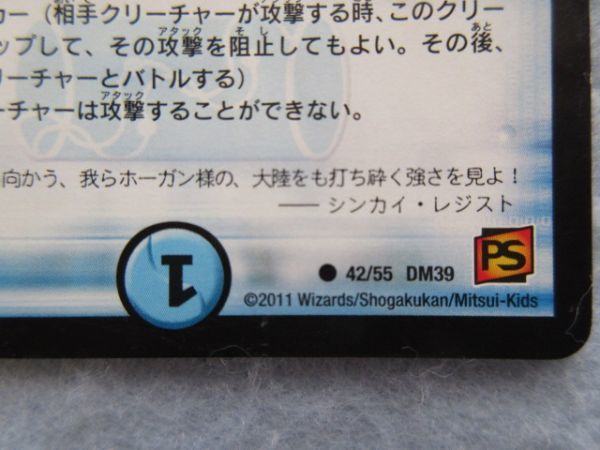 カー（相手クリーチャーが攻撃する時、このクリー
ップして、その攻撃を阻止してもよい。その後、
リーチャーとバトルする）
ーチャーは攻撃することができない。
向かう、我らホーガン様の、大陸をも打ち砕く強さを見よ！
── シンカイ・レジスト
1
● 42/55 DM39
PS
©2011 Wizards/Shogakukan/Mitsui-Kids